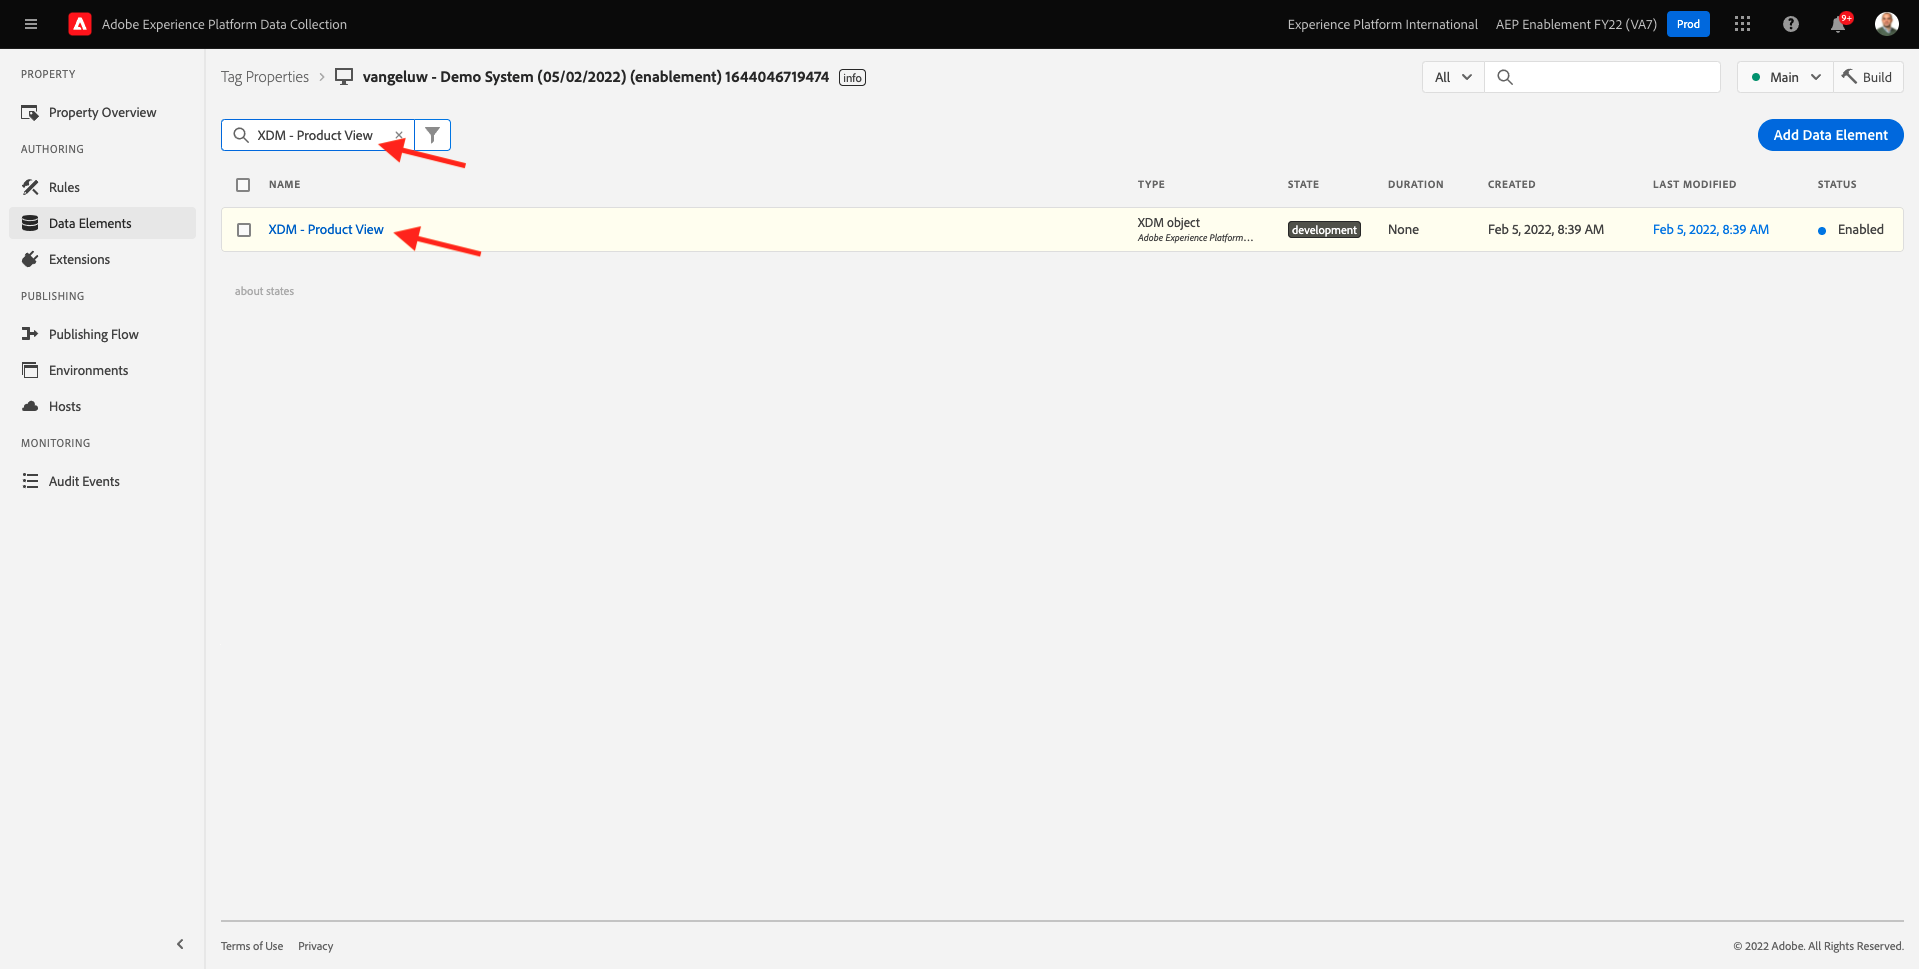 Adobe Experience Platform Data Collection
Experience Platform International
AEP Enablement FY22 (VA7)
Prod
9+
PROPERTY
Property Overview
AUTHORING
Rules
Data Elements
Extensions
PUBLISHING
Publishing Flow
Environments
Hosts
MONITORING
Audit Events
Tag Properties
vangeluw - Demo System (05/02/2022) (enablement) 1644046719474
info
All
Main
Build
XDM - Product View
Add Data Element
NAME TYPE STATE DURATION CREATED LAST MODIFIED STATUS
XDM - Product View
XDM object
Adobe Experience Platform...
development
None
Feb 5, 2022, 8:39 AM
Feb 5, 2022, 8:39 AM
Enabled
about states
Terms of Use Privacy
© 2022 Adobe. All Rights Reserved.